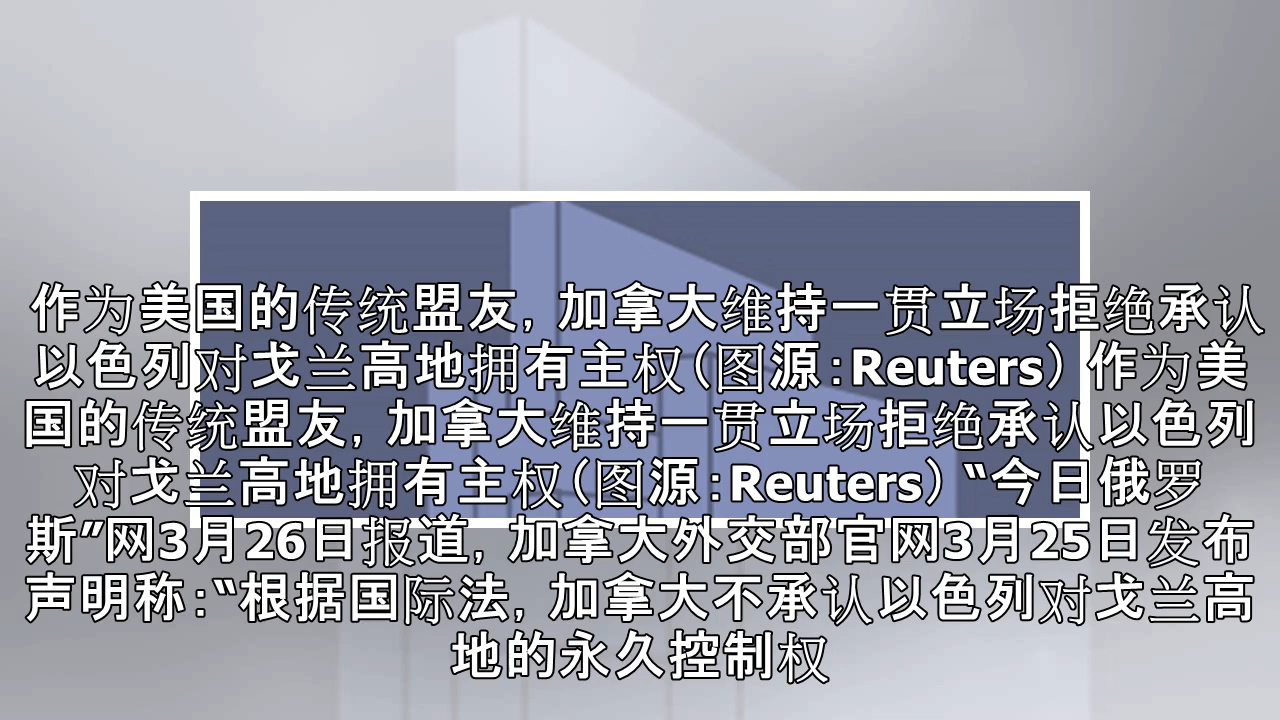 作为美国的传统盟友, 加拿大维持一贯立场拒绝承认
以色列对戈兰高地拥有主权(图源:Reuters) 作为美
国的传统盟友, 加拿大维持一贯立场拒绝承认以色列
对戈兰高地拥有主权(图源:Reuters) “今日俄罗
斯”网3月26日报道, 加拿大外交部官网3月25日发布
声明称:“根据国际法, 加拿大不承认以色列对戈兰高
地的永久控制权